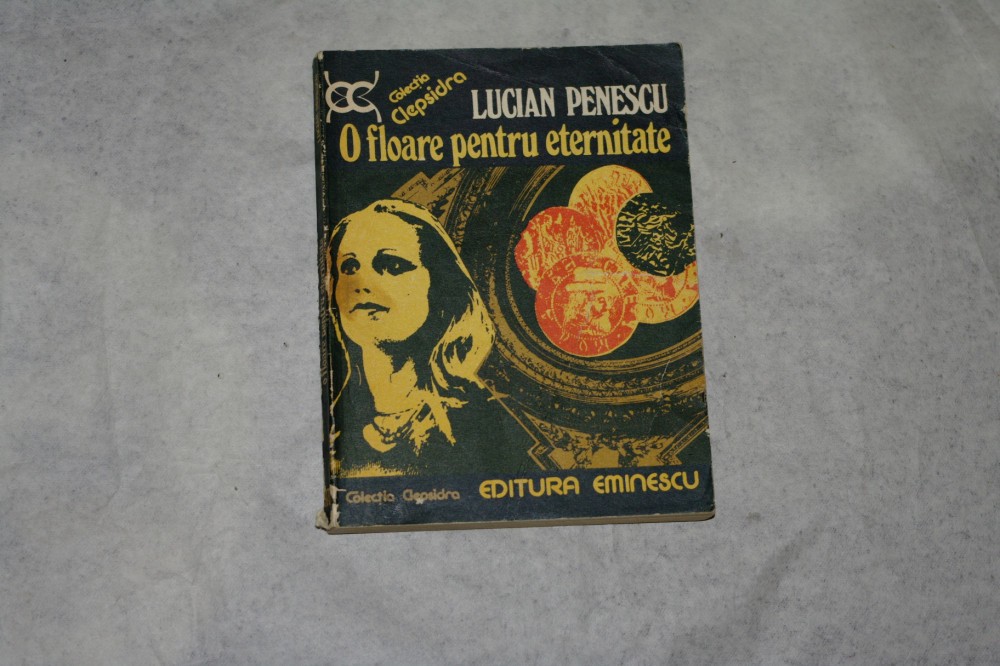 Colecția
Clepsidra
LUCIAN PENESCU
O floare pentru eternitate
Colecția Clepsidra
EDITURA EMINESCU